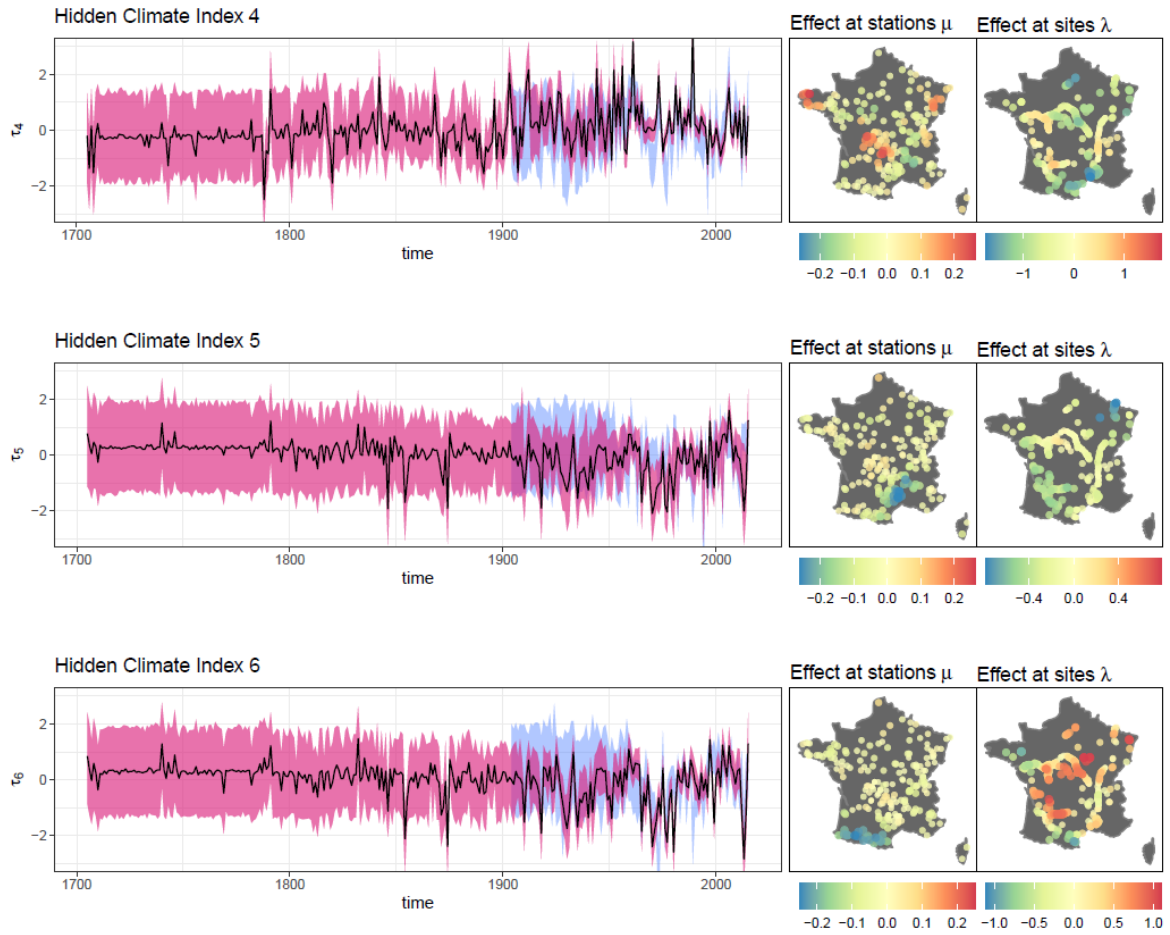 Hidden Climate Index 4
Effect at stations μ
Effect at sites λ
2
0
−2
τ4
1700 1800 1900 2000
time
−0.2 −0.1 0.0 0.1 0.2
−1 0 1
Hidden Climate Index 5
Effect at stations μ
Effect at sites λ
2
0
−2
τ5
1700 1800 1900 2000
time
−0.2 −0.1 0.0 0.1 0.2
−0.4 0.0 0.4
Hidden Climate Index 6
Effect at stations μ
Effect at sites λ
2
0
−2
τ6
1700 1800 1900 2000
time
−0.2 −0.1 0.0 0.1 0.2
−1.0 −0.5 0.0 0.5 1.0